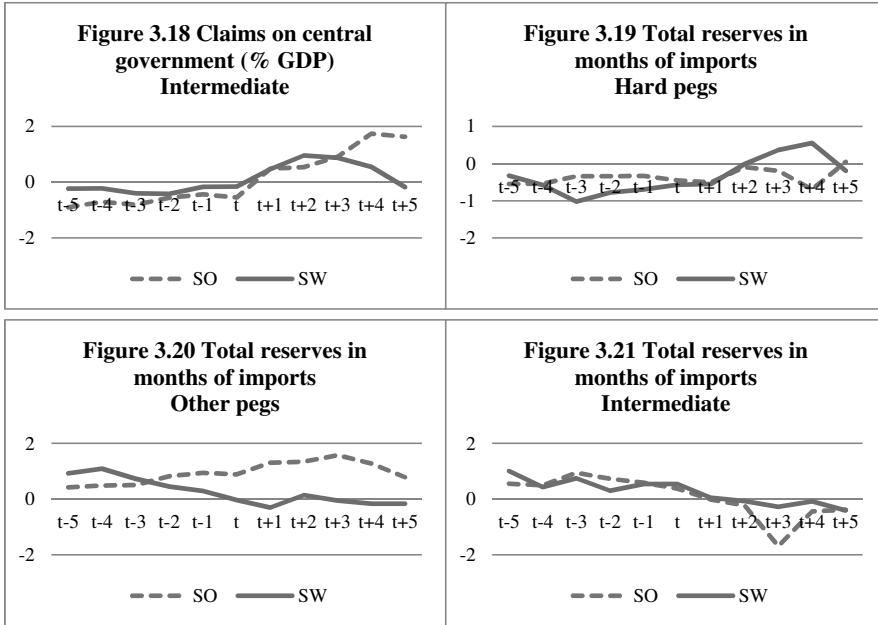 Figure 3.18 Claims on central
government (% GDP)
Intermediate
2
0
-2
t-5 t-4 t-3 t-2 t-1 t t+1 t+2 t+3 t+4 t+5
SO SW
Figure 3.19 Total reserves in
months of imports
Hard pegs
1
0
-1
-2
t-5 t-4 t-3 t-2 t-1 t t+1 t+2 t+3 t+4 t+5
SO SW
Figure 3.20 Total reserves in
months of imports
Other pegs
2
0
-2
t-5 t-4 t-3 t-2 t-1 t t+1 t+2 t+3 t+4 t+5
SO SW
Figure 3.21 Total reserves in
months of imports
Intermediate
2
0
-2
t-5 t-4 t-3 t-2 t-1 t t+1 t+2 t+3 t+4 t+5
SO SW